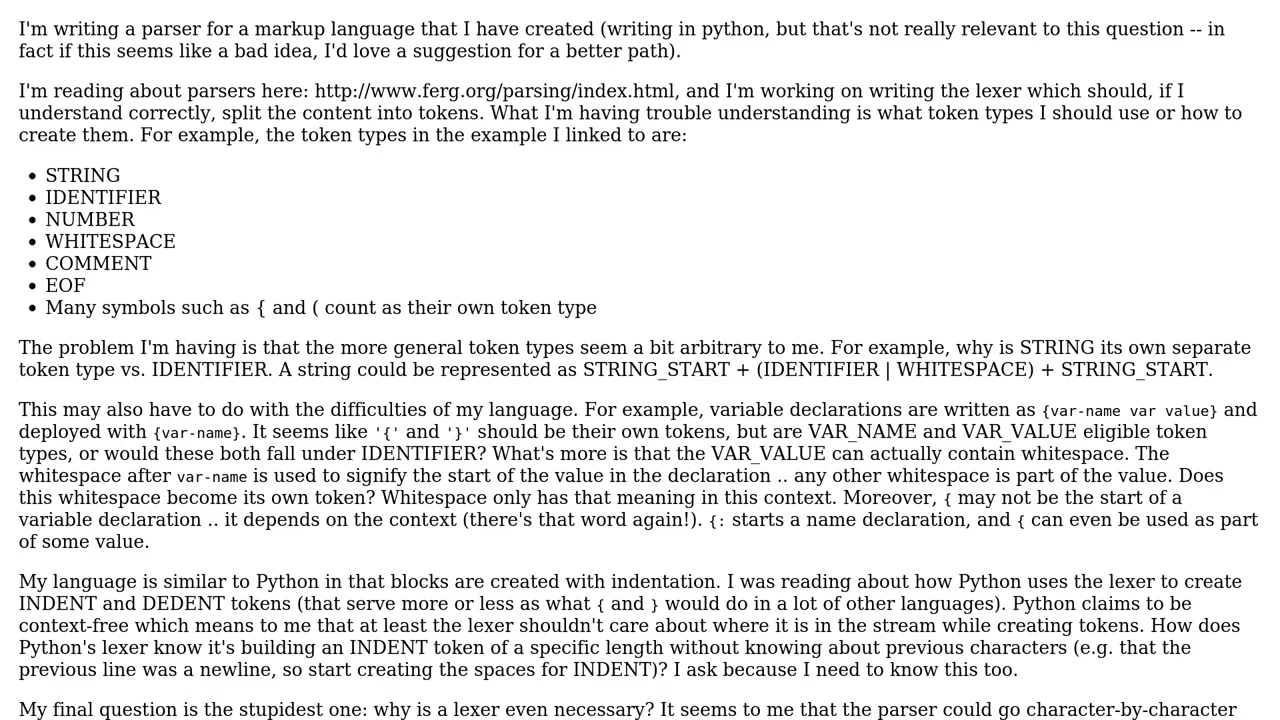 I'm writing a parser for a markup language that I have created (writing in python, but that's not really relevant to this question -- in
fact if this seems like a bad idea, I'd love a suggestion for a better path).
I'm reading about parsers here: http://www.ferg.org/parsing/index.html, and I'm working on writing the lexer which should, if I
understand correctly, split the content into tokens. What I'm having trouble understanding is what token types I should use or how to
create them. For example, the token types in the example I linked to are:
• STRING
• IDENTIFIER
• NUMBER
• WHITESPACE
• COMMENT
• EOF
• Many symbols such as { and ( count as their own token type
The problem I'm having is that the more general token types seem a bit arbitrary to me. For example, why is STRING its own separate
token type vs. IDENTIFIER. A string could be represented as STRING_START + (IDENTIFIER | WHITESPACE) + STRING_START.
This may also have to do with the difficulties of my language. For example, variable declarations are written as {var-name var value} and
deployed with {var-name}. It seems like '{' and '}' should be their own tokens, but are VAR_NAME and VAR_VALUE eligible token
types, or would these both fall under IDENTIFIER? What's more is that the VAR_VALUE can actually contain whitespace. The
whitespace after var-name is used to signify the start of the value in the declaration .. any other whitespace is part of the value. Does
this whitespace become its own token? Whitespace only has that meaning in this context. Moreover, { may not be the start of a
variable declaration .. it depends on the context (there's that word again!). {: starts a name declaration, and { can even be used as part
of some value.
My language is similar to Python in that blocks are created with indentation. I was reading about how Python uses the lexer to create
INDENT and DEDENT tokens (that serve more or less as what { and } would do in a lot of other languages). Python claims to be
context-free which means to me that at least the lexer shouldn't care about where it is in the stream while creating tokens. How does
Python's lexer know it's building an INDENT token of a specific length without knowing about previous characters (e.g. that the
previous line was a newline, so start creating the spaces for INDENT)? I ask because I need to know this too.
My final question is the stupidest one: why is a lexer even necessary? It seems to me that the parser could go character-by-character